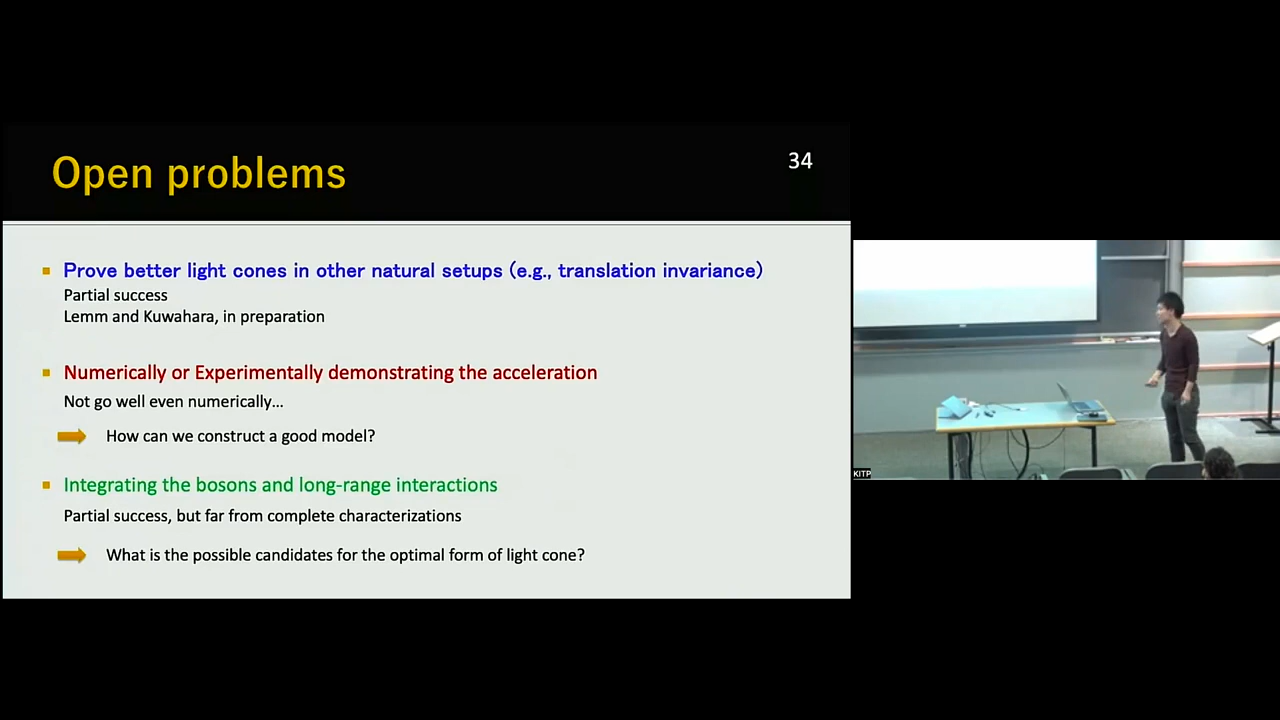 Open problems
34
Prove better light cones in other natural setups (e.g., translation invariance)
Partial success
Lemm and Kuwahara, in preparation
Numerically or Experimentally demonstrating the acceleration
Not go well even numerically...
How can we construct a good model?
Integrating the bosons and long-range interactions
Partial success, but far from complete characterizations
What is the possible candidates for the optimal form of light cone?
KITP